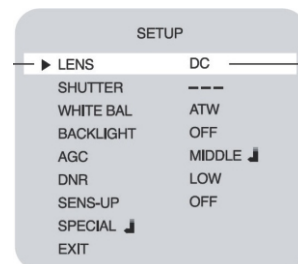 SETUP
LENS DC
SHUTTER ---
WHITE BAL ATW
BACKLIGHT OFF
AGC MIDDLE
DNR LOW
SENS-UP OFF
SPECIAL
EXIT